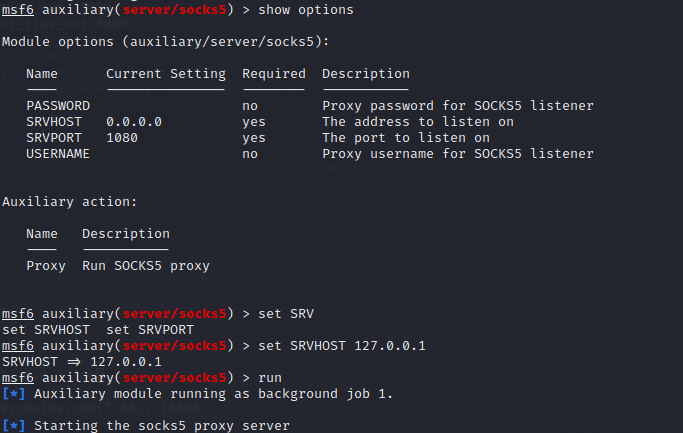 msf6 auxiliary(server/socks5) > show options
Module options (auxiliary/server/socks5):
Name Current Setting Required Description
PASSWORD no Proxy password for SOCKS5 listener
SRVHOST 0.0.0.0 yes The address to listen on
SRVPORT 1080 yes The port to listen on
USERNAME no Proxy username for SOCKS5 listener
Auxiliary action:
Name Description
Proxy Run SOCKS5 proxy
msf6 auxiliary(server/socks5) > set SRV
set SRVHOST set SRVPORT
msf6 auxiliary(server/socks5) > set SRVHOST 127.0.0.1
SRVHOST => 127.0.0.1
msf6 auxiliary(server/socks5) > run
[*] Auxiliary module running as background job 1.
[*] Starting the socks5 proxy server